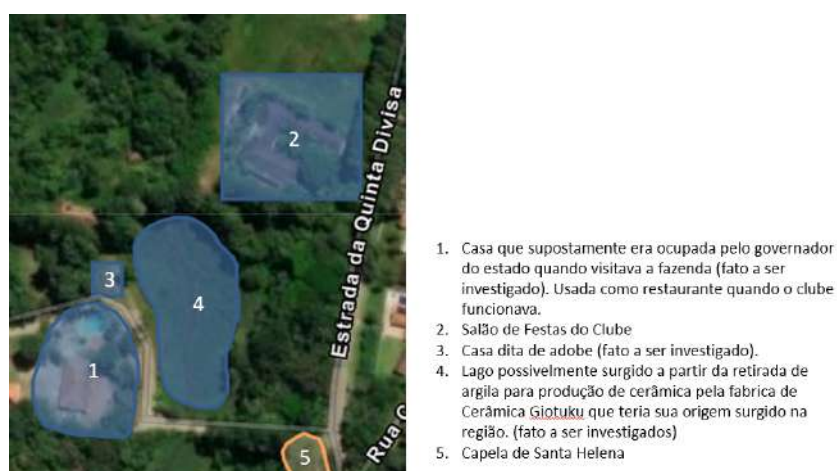 2
Estrada da Quinta Divisa
3
4
1
5
Rua C
1. Casa que supostamente era ocupada pelo governador
do estado quando visitava a fazenda (fato a ser
investigado). Usada como restaurante quando o clube
funcionava.
2. Salão de Festas do Clube
3. Casa dita de adobe (fato a ser investigado).
4. Lago possivelmente surgido a partir da retirada de
argila para produção de cerâmica pela fabrica de
Cerâmica Giotuku que teria sua origem surgido na
região. (fato a ser investigados)
5. Capela de Santa Helena